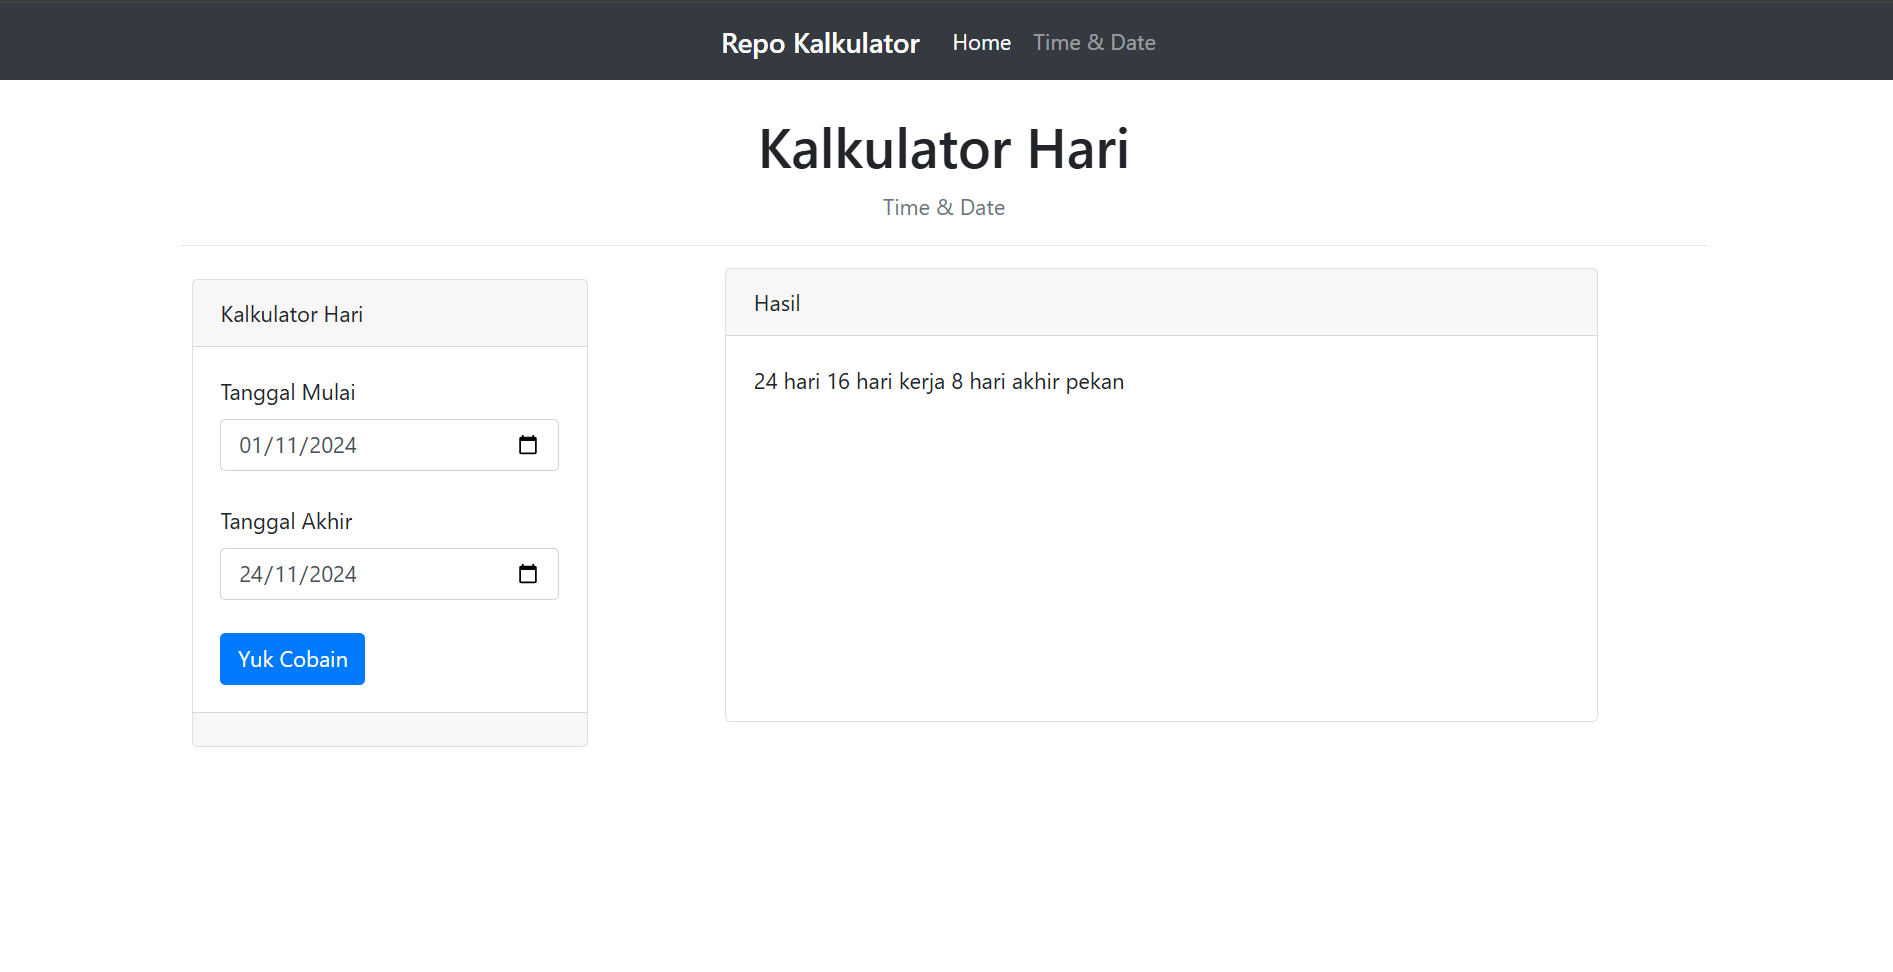 Repo Kalkulator Home Time & Date
Kalkulator Hari
Time & Date
Kalkulator Hari
Tanggal Mulai
01/11/2024
Tanggal Akhir
24/11/2024
Yuk Cobain
Hasil
24 hari 16 hari kerja 8 hari akhir pekan